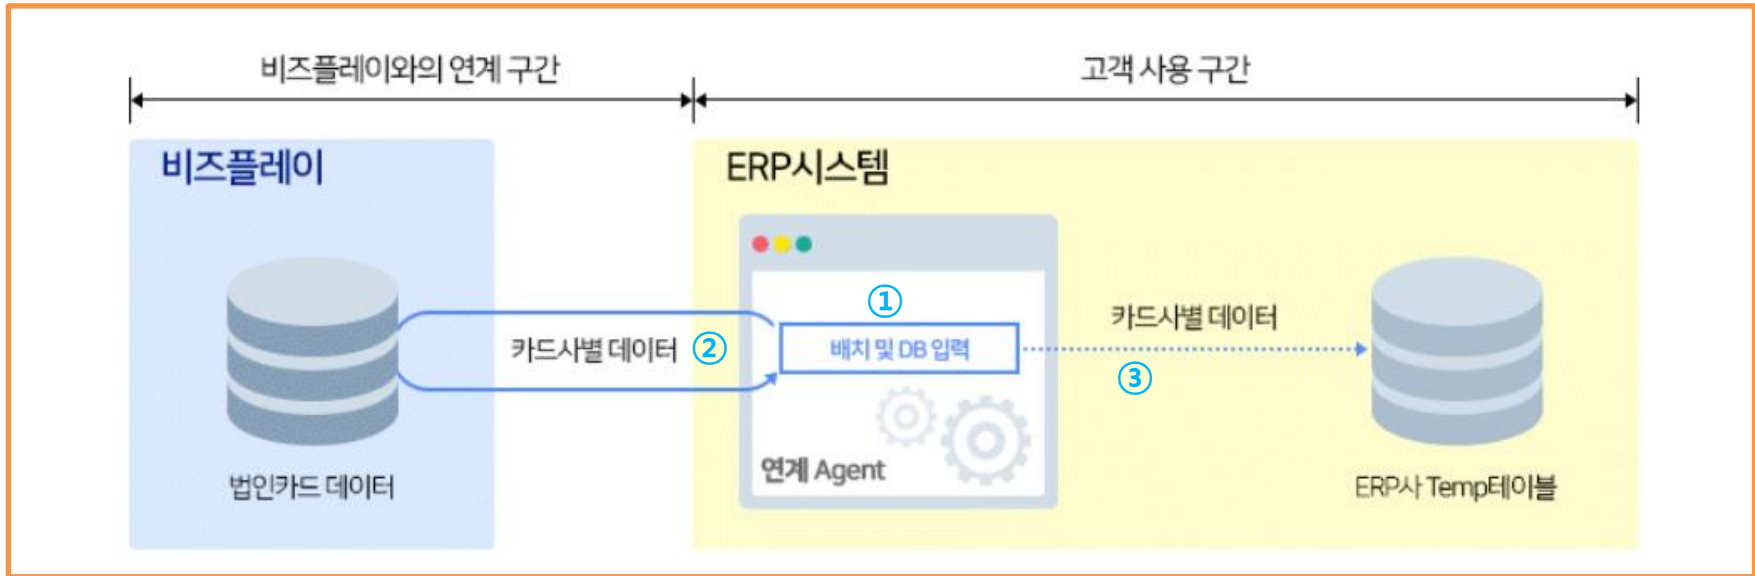 비즈플레이와의 연계 구간
고객 사용 구간
비즈플레이
ERP시스템
①
카드사별 데이터 ②
배치 및 DB 입력
카드사별 데이터
③
연계 Agent
법인카드 데이터
ERP사 Temp테이블